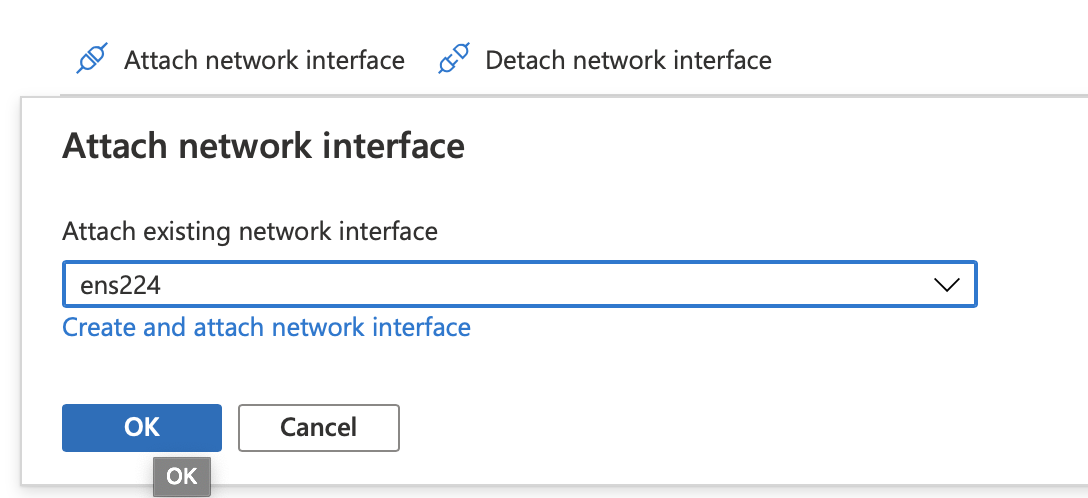 Attach network interface Detach network interface
Attach network interface
Attach existing network interface
ens224
Create and attach network interface
OK Cancel
OK